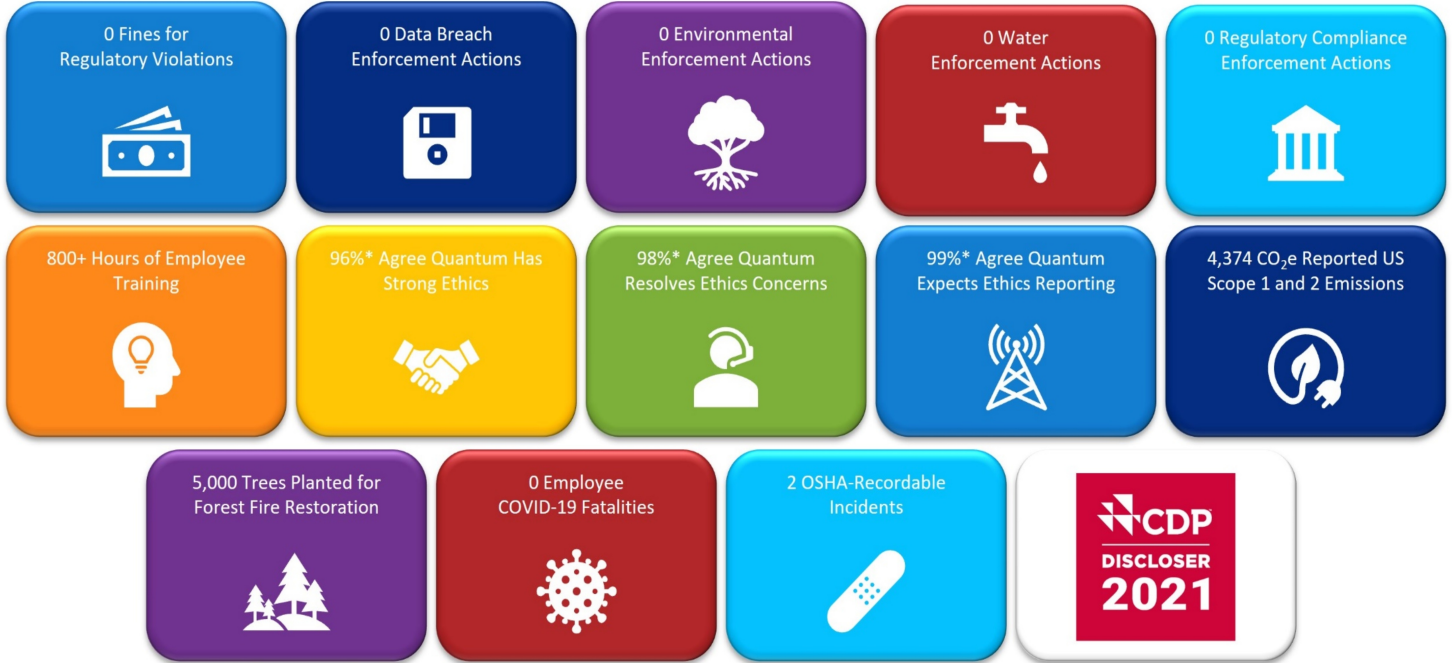 0 Fines for
Regulatory Violations
0 Data Breach
Enforcement Actions
0 Environmental
Enforcement Actions
0 Water
Enforcement Actions
0 Regulatory Compliance
Enforcement Actions
800+ Hours of Employee
Training
96%* Agree Quantum Has
Strong Ethics
98%* Agree Quantum
Resolves Ethics Concerns
99%* Agree Quantum
Expects Ethics Reporting
4,374 CO₂e Reported US
Scope 1 and 2 Emissions
5,000 Trees Planted for
Forest Fire Restoration
0 Employee
COVID-19 Fatalities
2 OSHA-Recordable
Incidents
CDP
DISCLOSER
2021